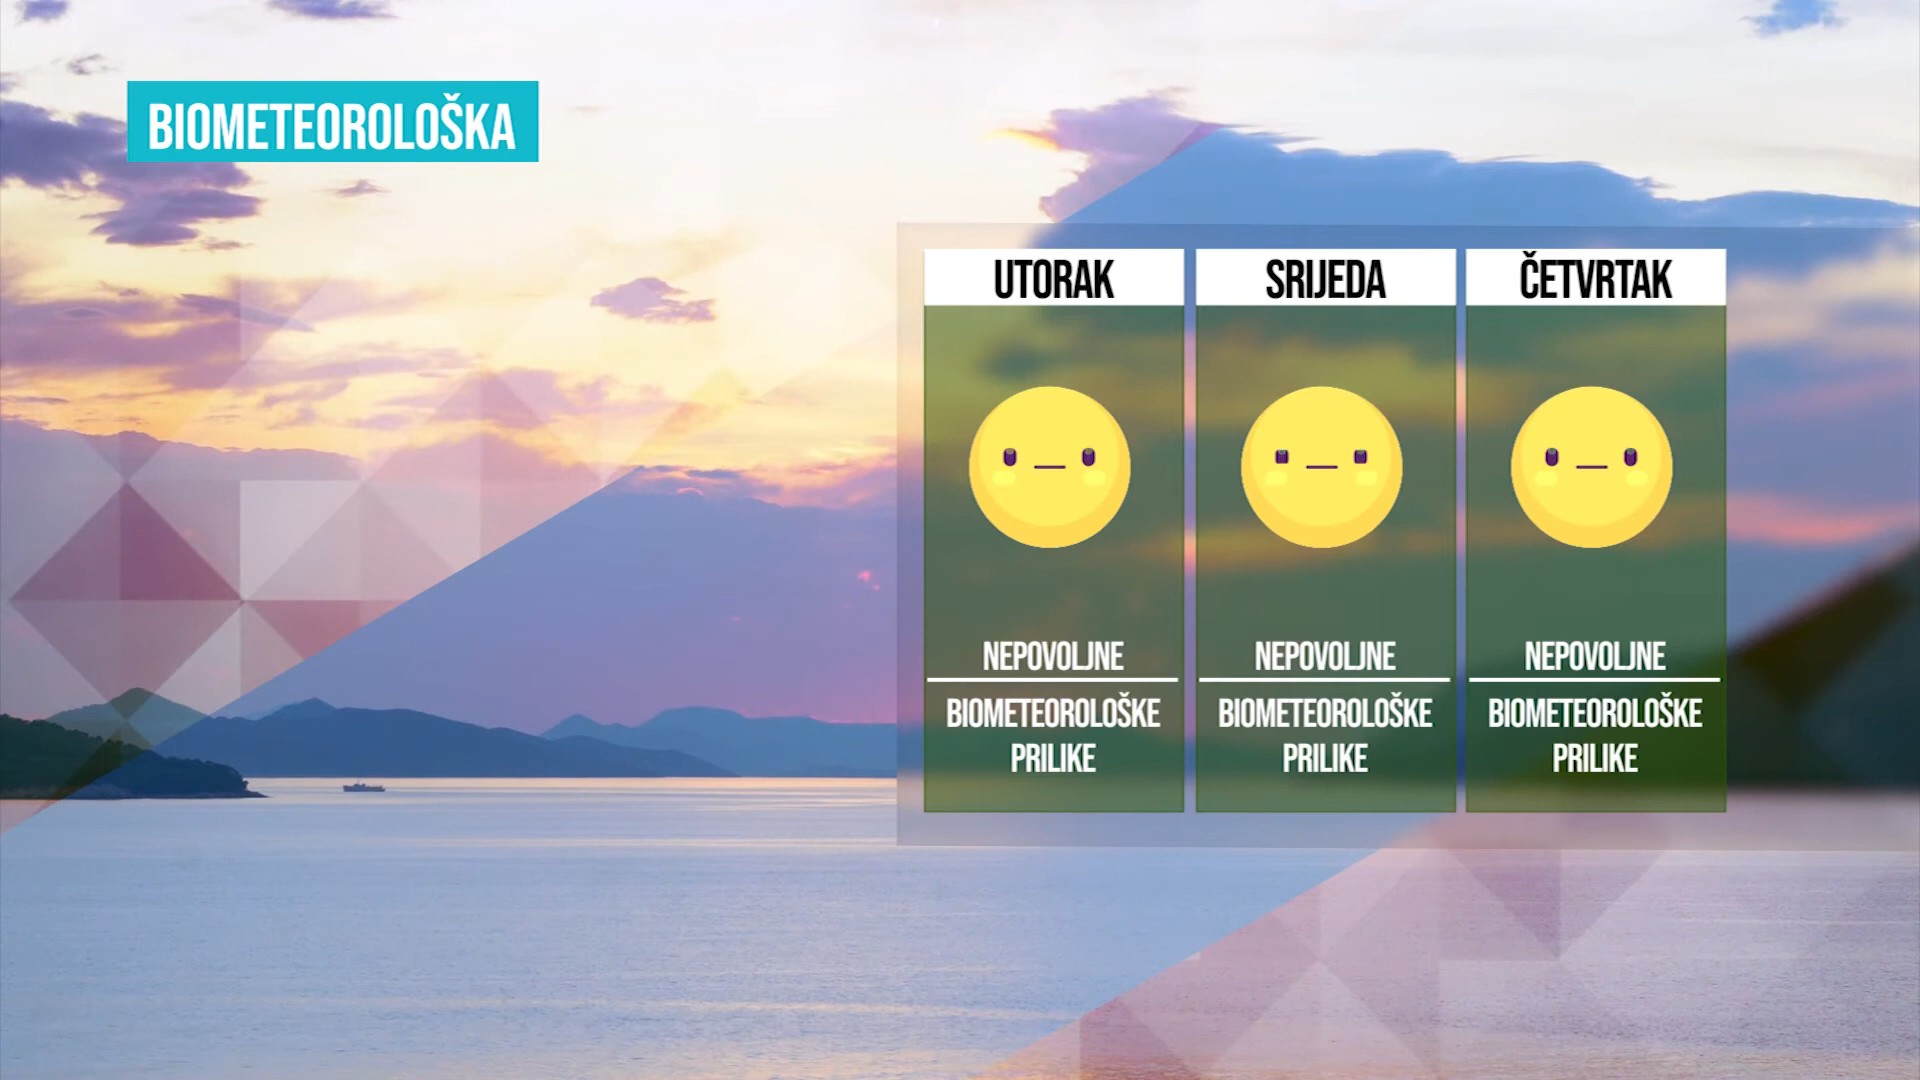 BIOMETEOROLOŠKA
UTORAK
NEPOVOLJNE
BIOMETEOROLOŠKE
PRILIKE
SRIJEDA
NEPOVOLJNE
BIOMETEOROLOŠKE
PRILIKE
ČETVRTAK
NEPOVOLJNE
BIOMETEOROLOŠKE
PRILIKE